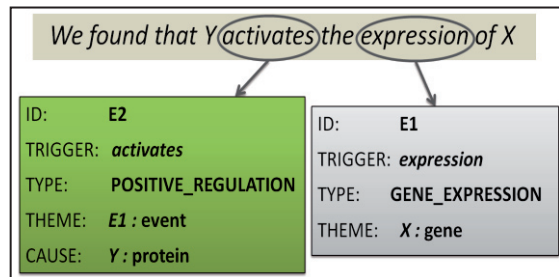 We found that Y activates the expression of X
ID: E2
TRIGGER: activates
TYPE: POSITIVE_REGULATION
THEME: E1 : event
CAUSE: Y : protein
ID: E1
TRIGGER: expression
TYPE: GENE_EXPRESSION
THEME: X : gene